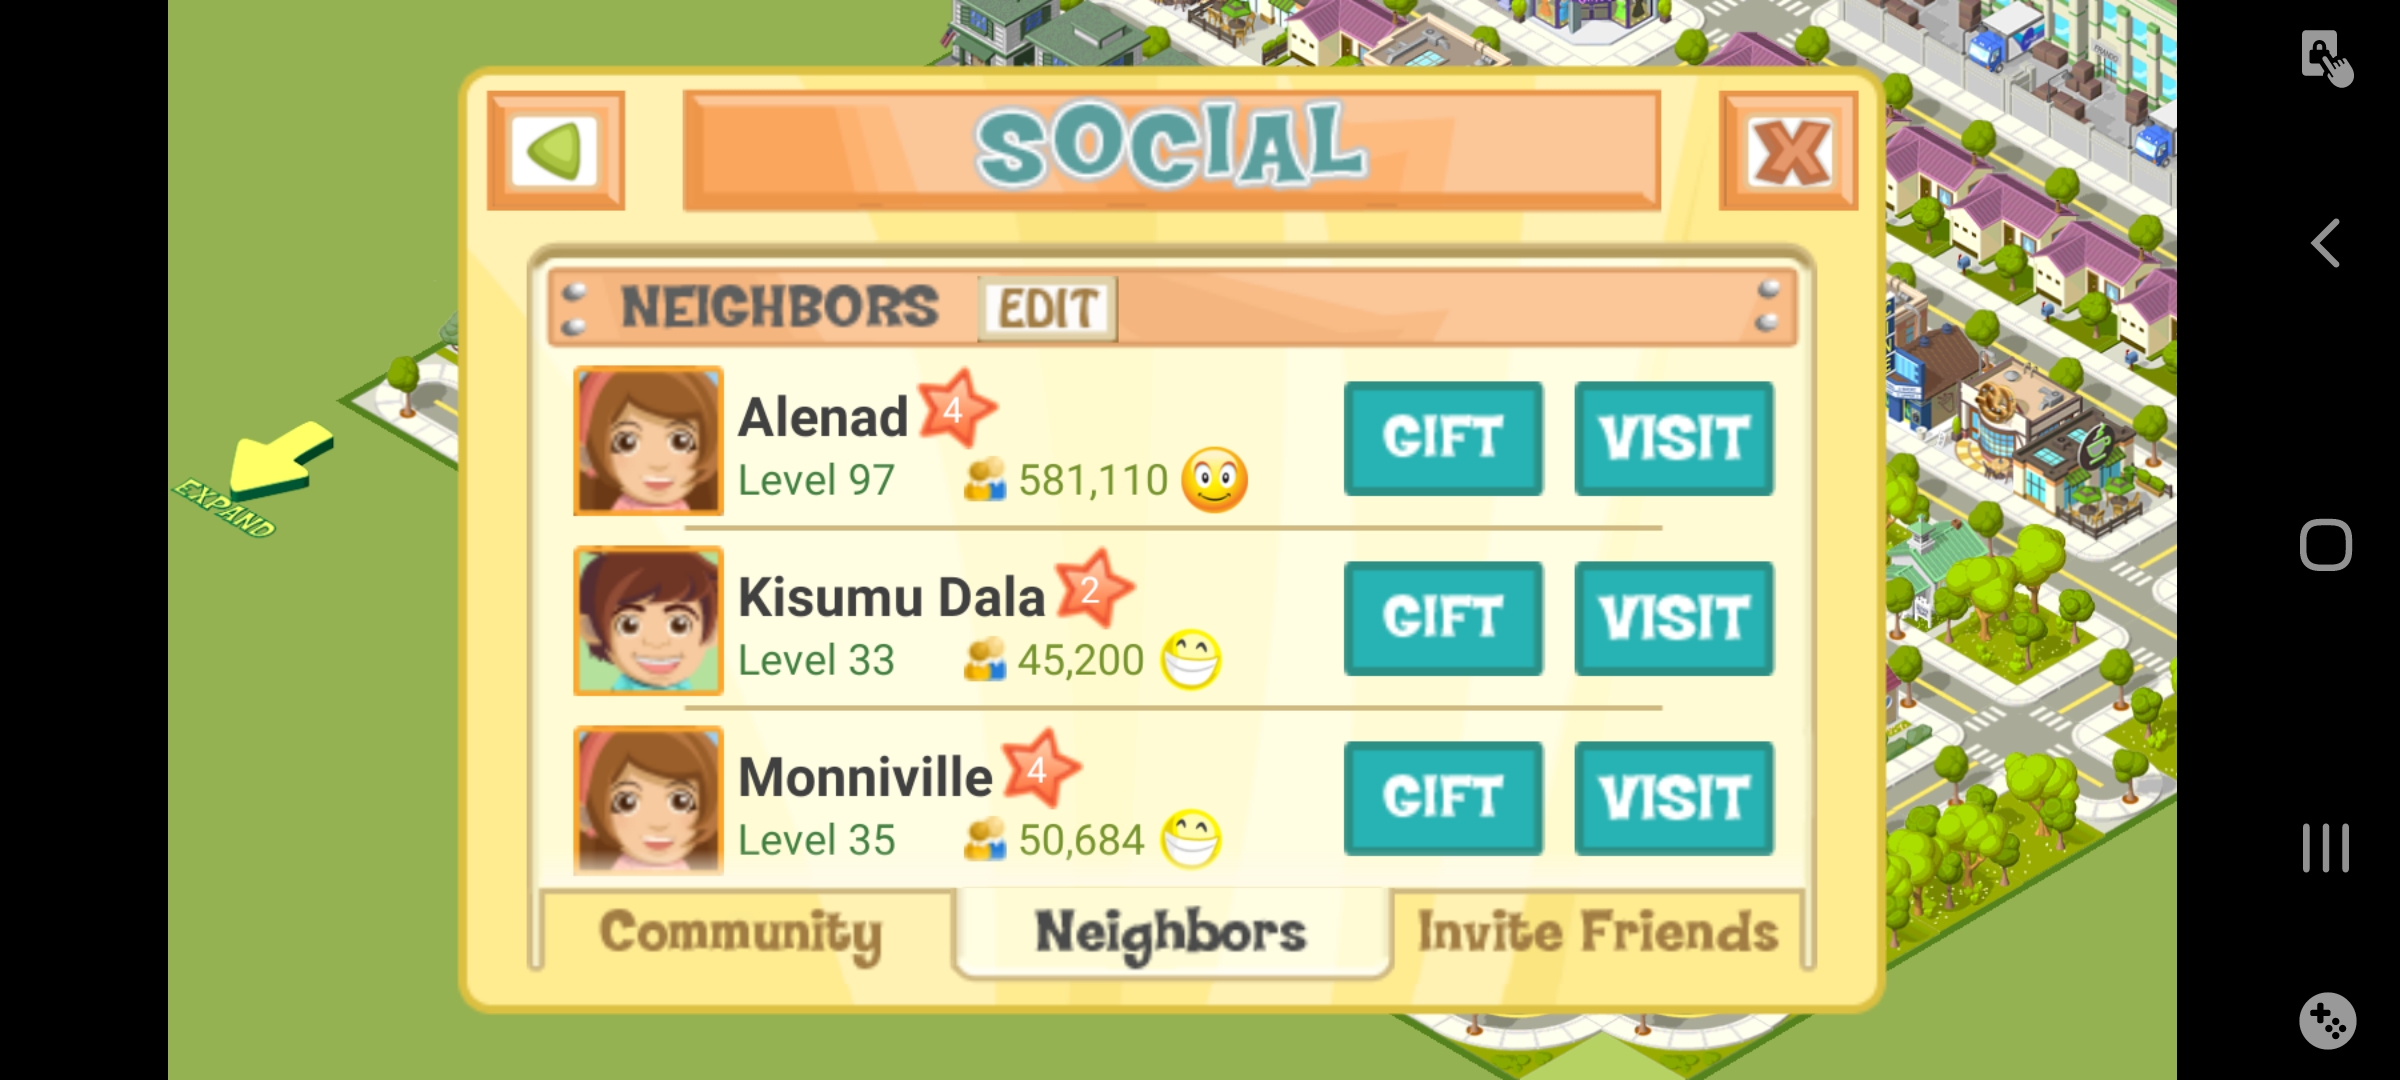 SOCIAL
NEIGHBORS EDIT
Alenad 4
Level 97 581,110
GIFT VISIT
Kisumu Dala 2
Level 33 45,200
GIFT VISIT
Monniville 4
Level 35 50,684
GIFT VISIT
Community Neighbors Invite Friends
EXPAND